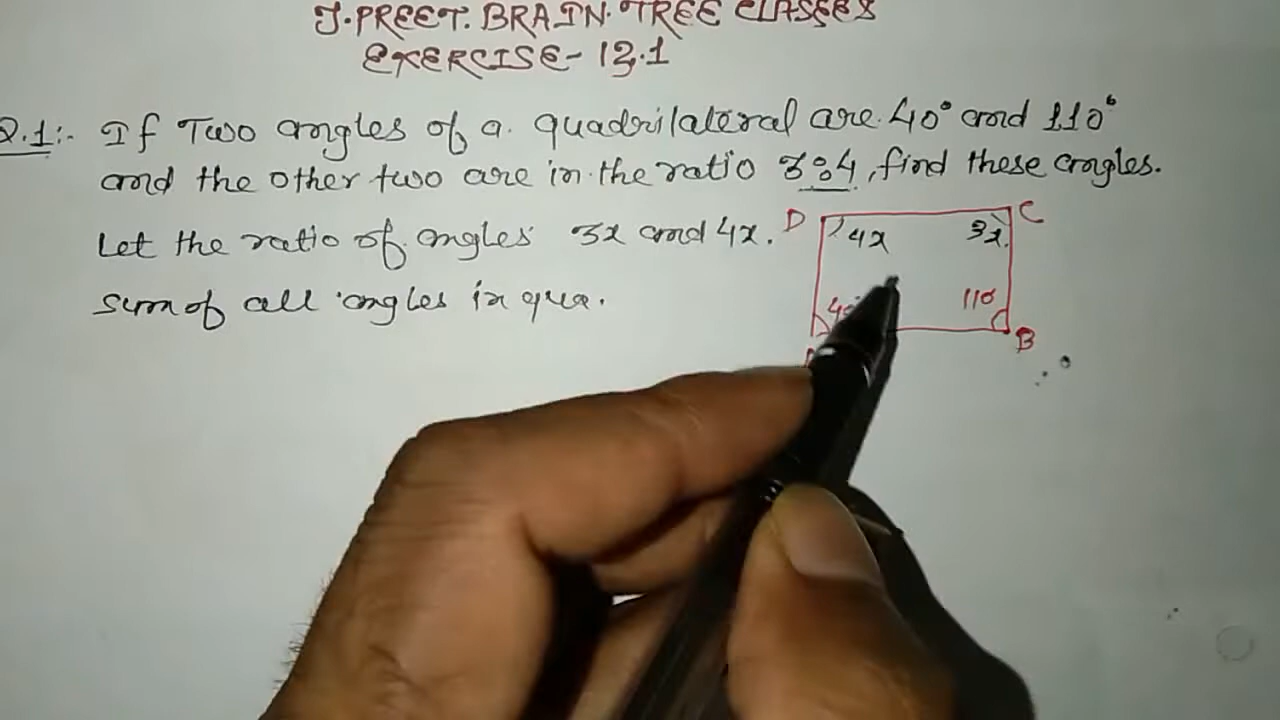 J.PREET. BRAIN. TREE CLASSES
EXERCISE - 12.1
Q.1:- If Two angles of a. quadrilateral are 40° and 110°
and the other two are in the ratio 3:4, find these angles.
Let the ratio of angles 3x and 4x.
sum of all angles in qua.
D C
4x 3x
110
B